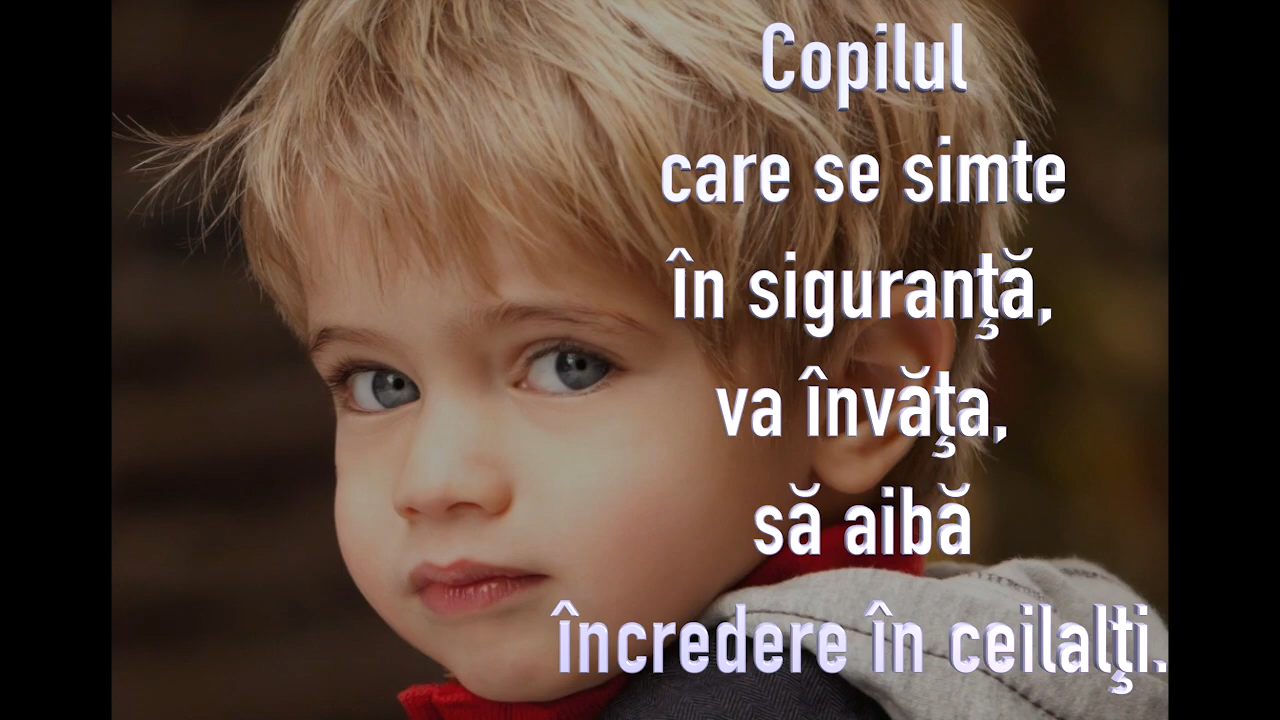 Copilul
care se simte
în siguranţă,
va învăţa,
să aibă
încredere în ceilalţi.